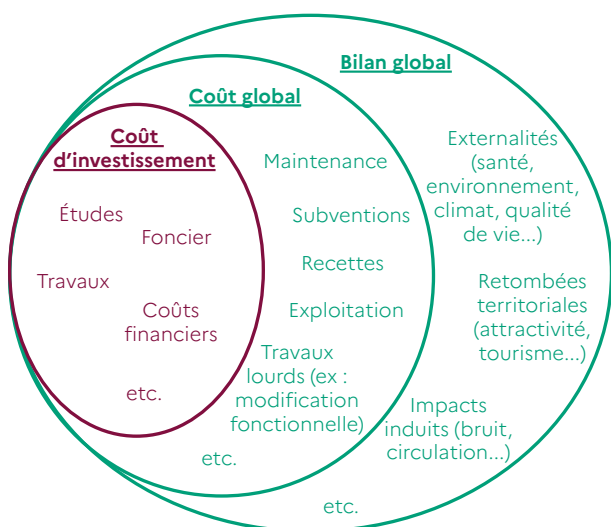 Bilan global
Coût global
Coût
d’investissement
Études
Foncier
Travaux
Coûts
financiers
etc.
Maintenance
Subventions
Recettes
Exploitation
Travaux
lourds (ex :
modification
fonctionnelle)
etc.
Externalités
(santé,
environnement,
climat, qualité
de vie...)
Retombées
territoriales
(attractivité,
tourisme...)
Impacts
induits (bruit,
circulation...)
etc.